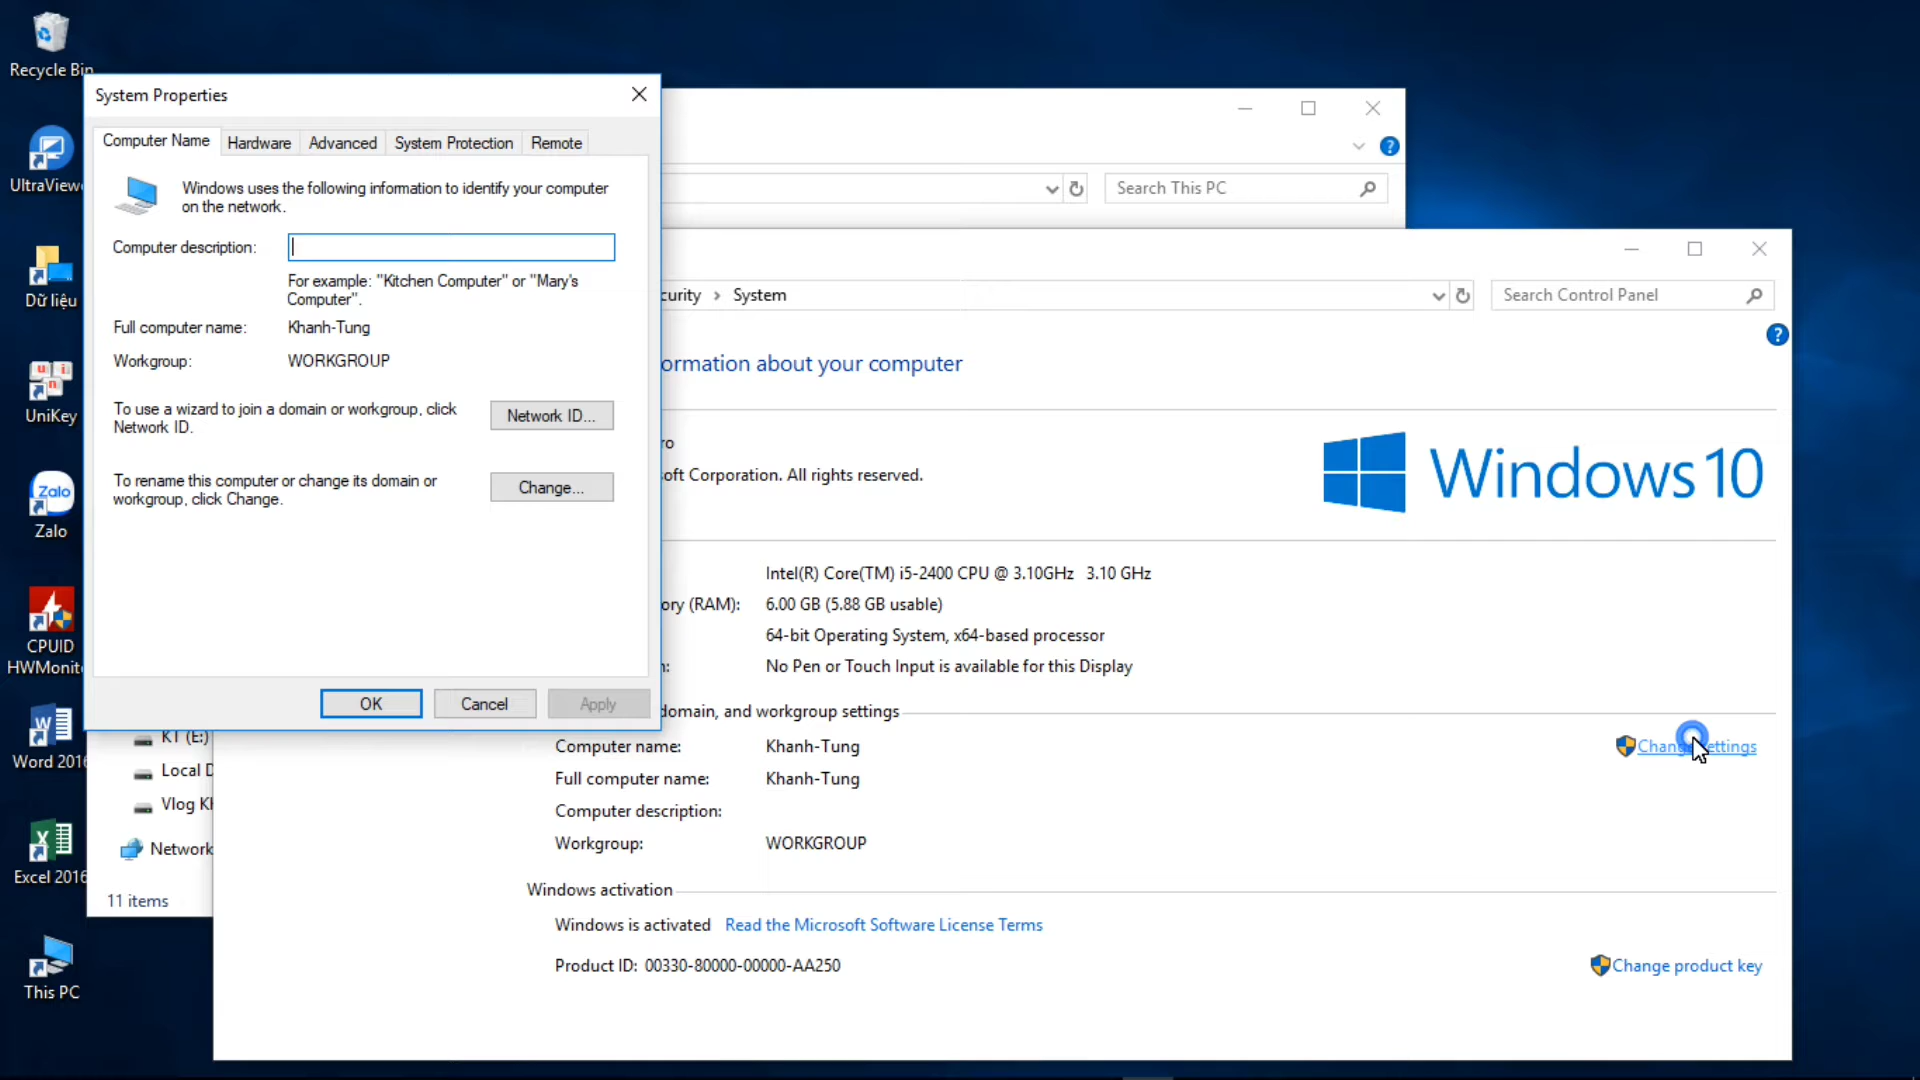 Recycle Bin
UltraViewe
Dữ liệu
UniKey
Zalo
Zalo
CPUID
HWMonit
Word 2016
Excel 2016
This PC
System Properties
Computer Name
Hardware
Advanced
System Protection
Remote
Windows uses the following information to identify your computer
on the network.
Computer description:
For example: "Kitchen Computer" or "Mary's
Computer".
Full computer name: Khanh-Tung
Workgroup: WORKGROUP
To use a wizard to join a domain or workgroup, click
Network ID.
Network ID...
To rename this computer or change its domain or
workgroup, click Change.
Change...
OK
Cancel
Apply
Search This PC
KT (E:)
Local D
Vlog Kh
Network
11 items
curity > System
Search Control Panel
ormation about your computer
ro
soft Corporation. All rights reserved.
Windows 10
Intel(R) Core(TM) i5-2400 CPU @ 3.10GHz 3.10 GHz
ory (RAM): 6.00 GB (5.88 GB usable)
64-bit Operating System, x64-based processor
No Pen or Touch Input is available for this Display
domain, and workgroup settings
Computer name: Khanh-Tung
Change settings
Full computer name: Khanh-Tung
Computer description:
Workgroup: WORKGROUP
Windows activation
Windows is activated Read the Microsoft Software License Terms
Product ID: 00330-80000-00000-AA250
Change product key